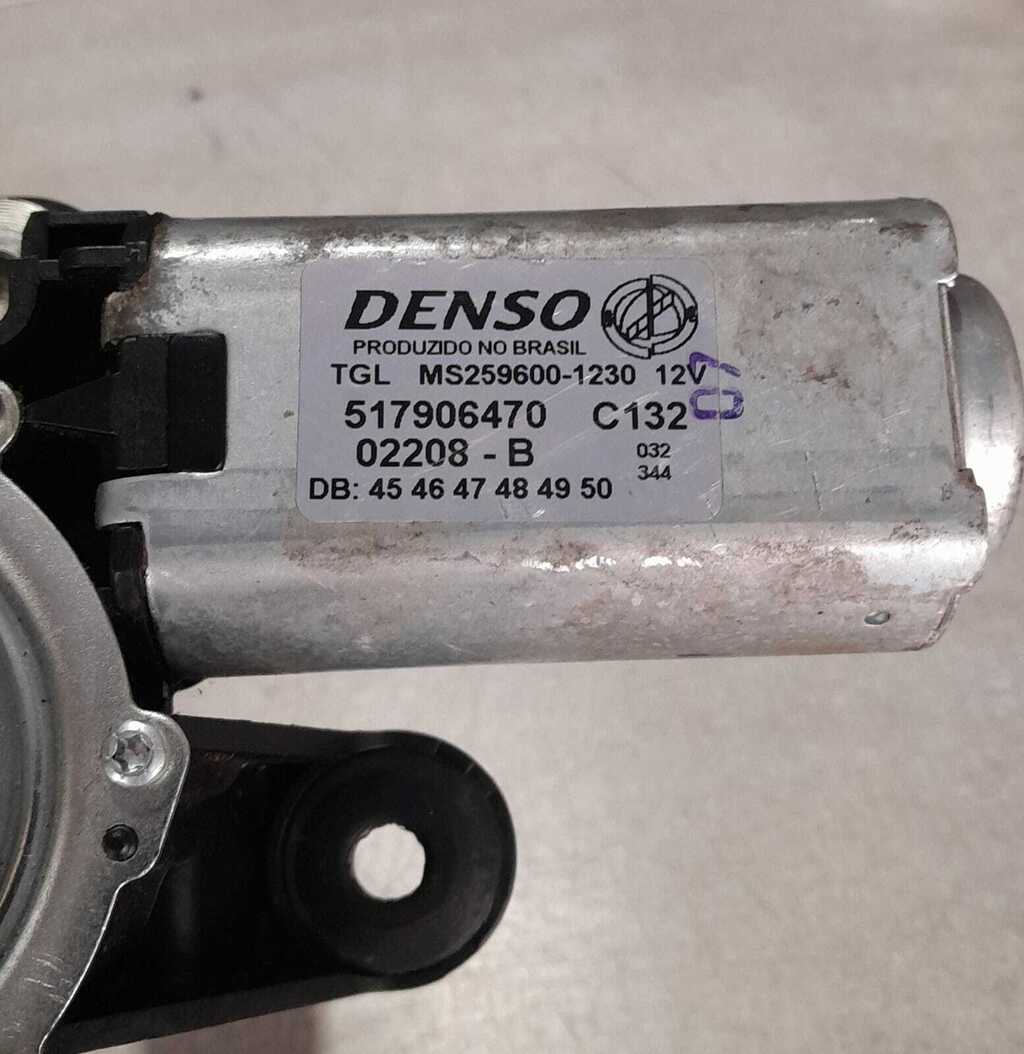 DENSO
PRODUZIDO NO BRASIL
TGL MS259600-1230 12V
517906470 C132
02208 - B 032
344
DB: 45 46 47 48 49 50
07